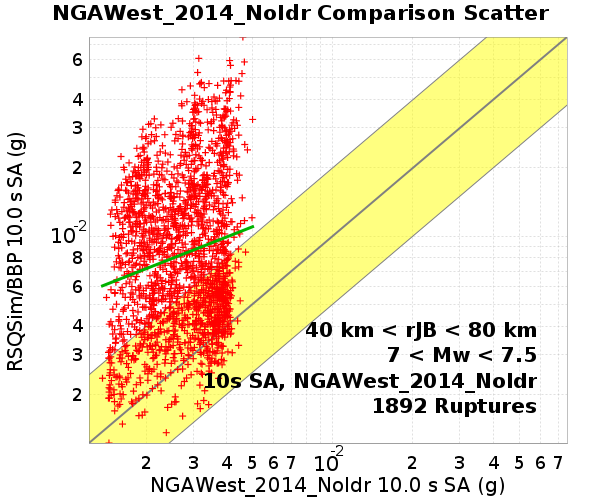 NGAWest_2014_NoIdr Comparison Scatter
RSQSim/BBP 10.0 s SA (g)
6
4
3
2
10^-2
8
6
4
3
2
40 km < rJB < 80 km
7 < Mw < 7.5
10s SA, NGAWest_2014_NoIdr
1892 Ruptures
2 3 4 5 6 7 10^-2 2 3 4 5 6 7
NGAWest_2014_NoIdr 10.0 s SA (g)